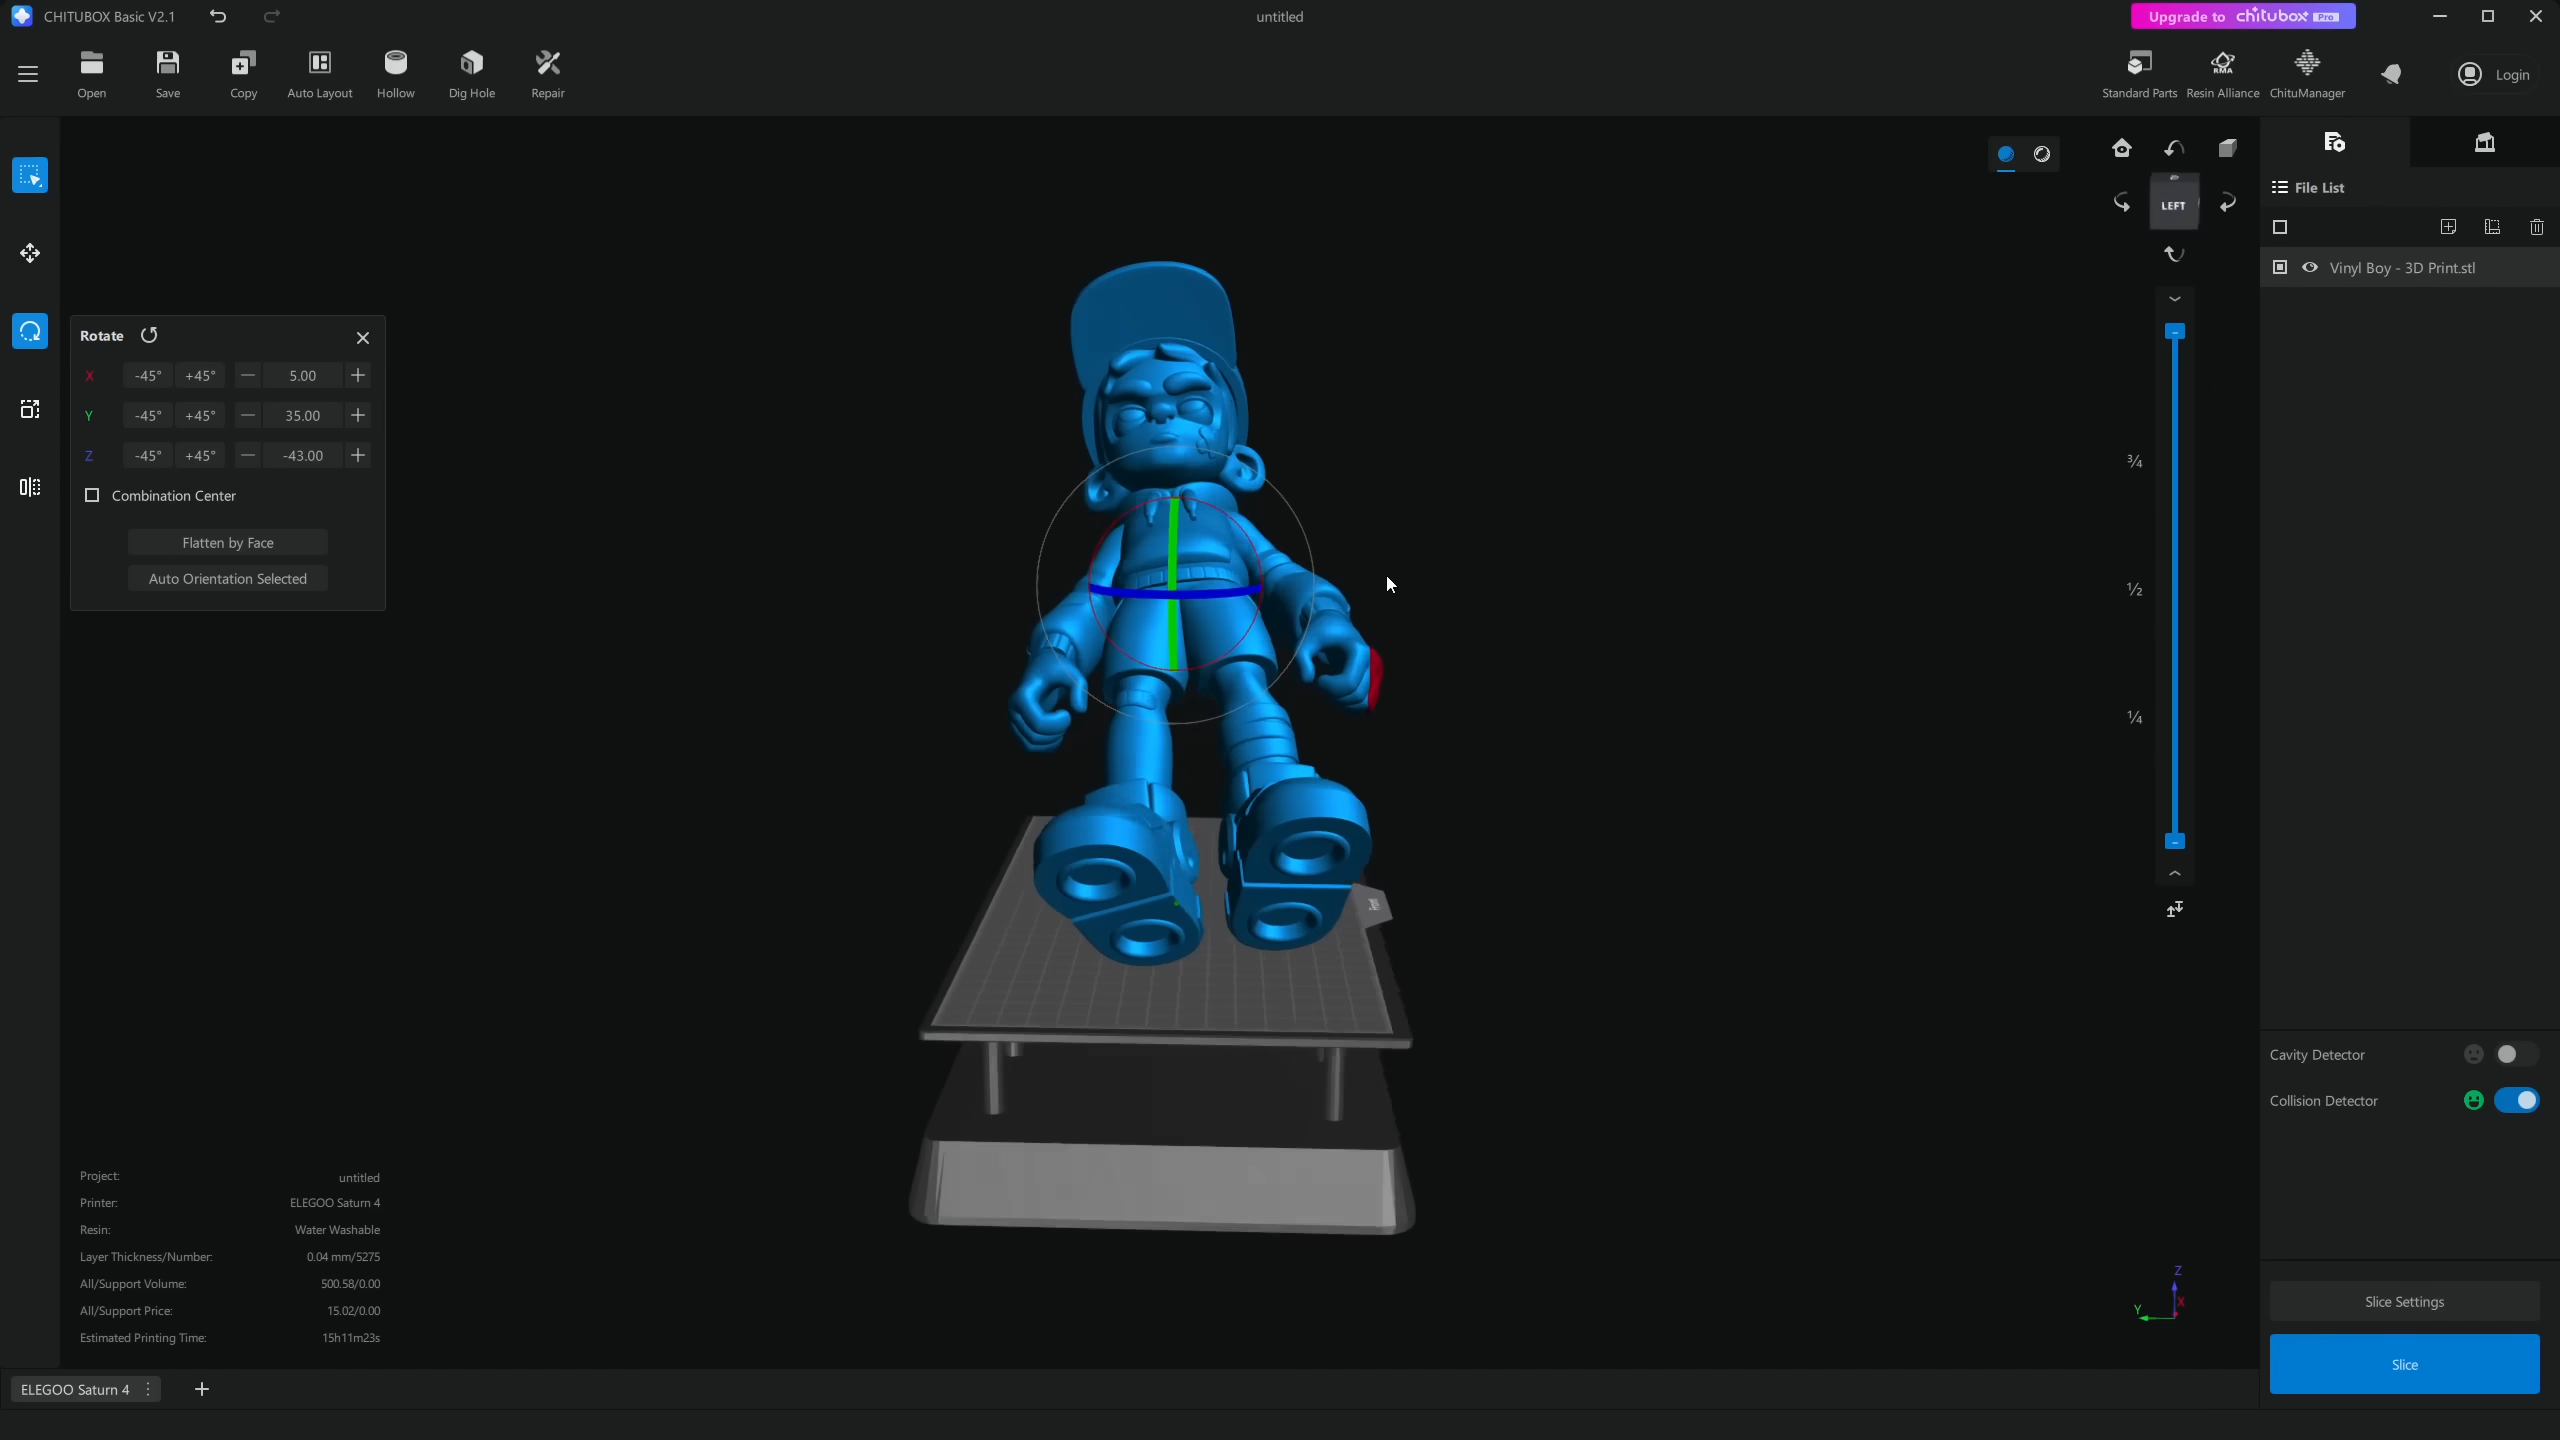 CHITUBOX Basic V2.1
untitled
Upgrade to chitubox Pro
Open
Save
Copy
Auto Layout
Hollow
Dig Hole
Repair
Standard Parts
RMA
Resin Alliance
ChituManager
Login
LEFT
File List
Vinyl Boy - 3D Print.stl
Rotate
X -45° +45° 5.00
Y -45° +45° 35.00
Z -45° +45° -43.00
Combination Center
Flatten by Face
Auto Orientation Selected
3/4
1/2
1/4
Cavity Detector
Collision Detector
Project: untitled
Printer: ELEGOO Saturn 4
Resin: Water Washable
Layer Thickness/Number: 0.04 mm/5275
All/Support Volume: 500.58/0.00
All/Support Price: 15.02/0.00
Estimated Printing Time: 15h11m23s
Z
X
Y
Slice Settings
Slice
ELEGOO Saturn 4